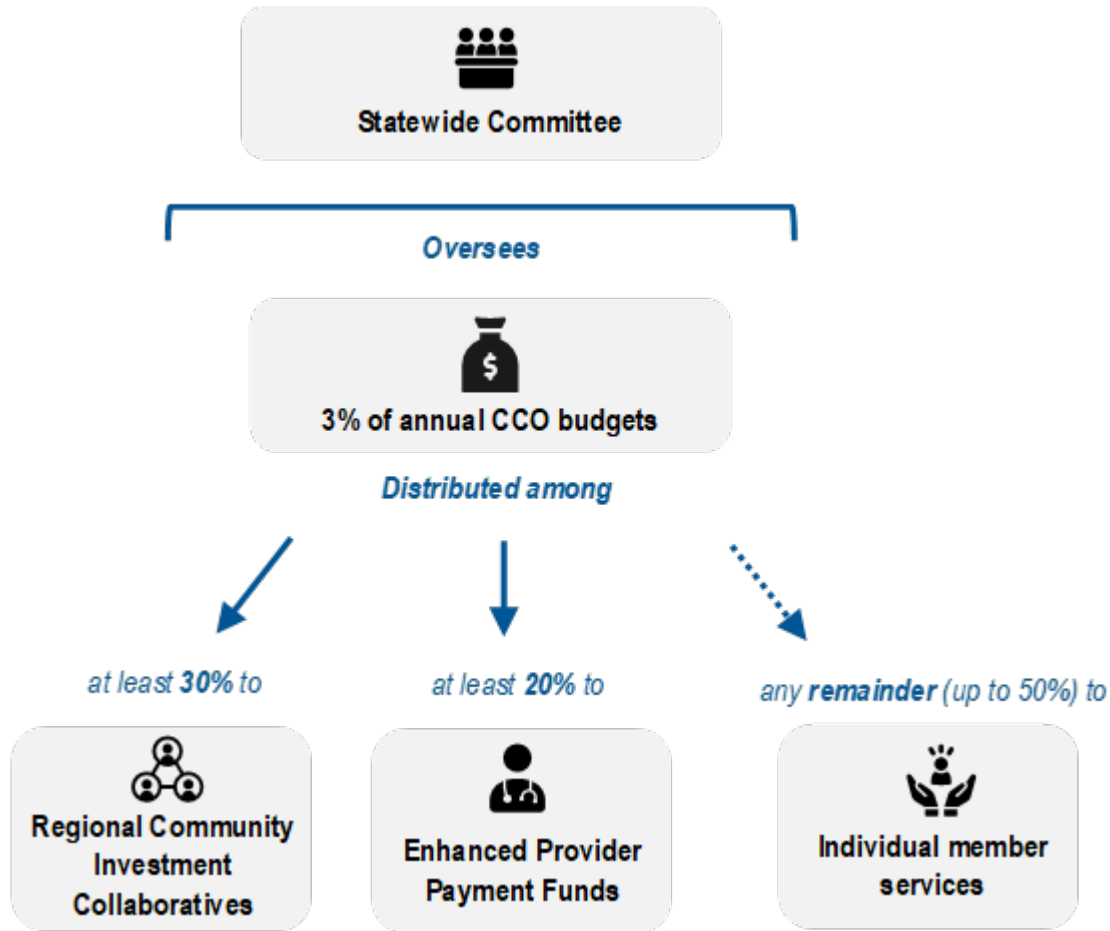 Statewide Committee
Oversees
$
3% of annual CCO budgets
Distributed among
at least 30% to
at least 20% to
any remainder (up to 50%) to
Regional Community
Investment
Collaboratives
Enhanced Provider
Payment Funds
Individual member
services